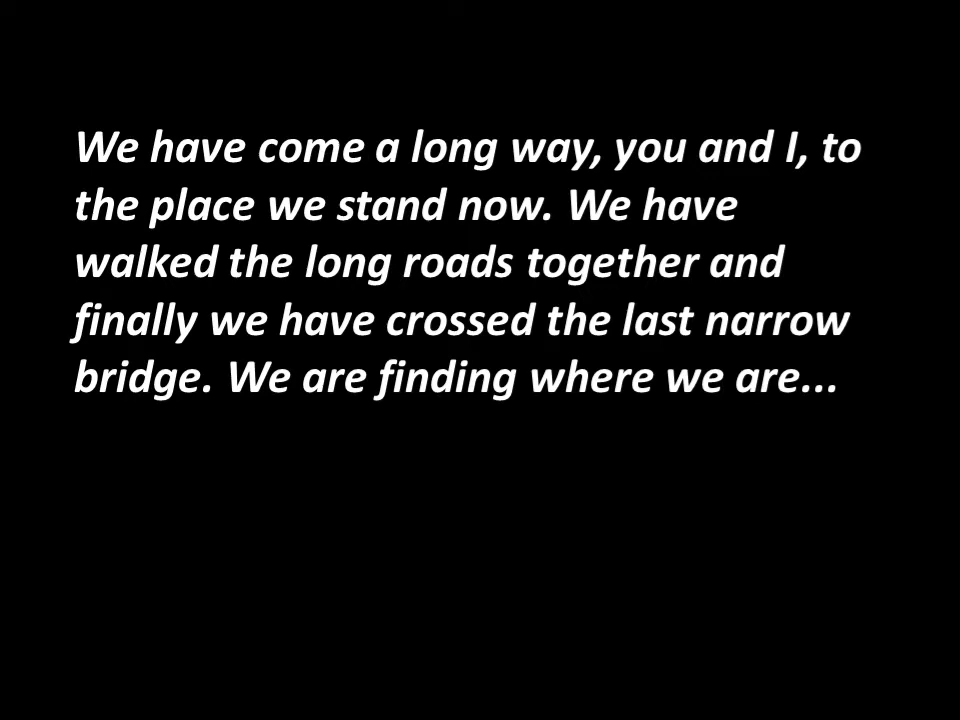 We have come a long way, you and I, to
the place we stand now. We have
walked the long roads together and
finally we have crossed the last narrow
bridge. We are finding where we are...